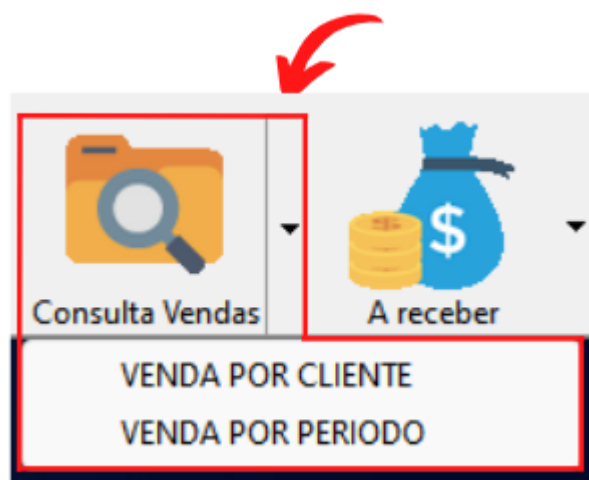 $
Consulta Vendas
A receber
VENDA POR CLIENTE
VENDA POR PERIODO